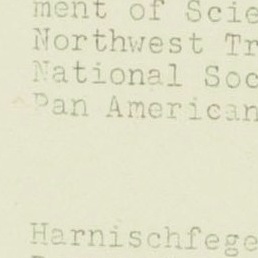 ment of Scie
Northwest Tr
National Soc
Pan American
Harnischfege